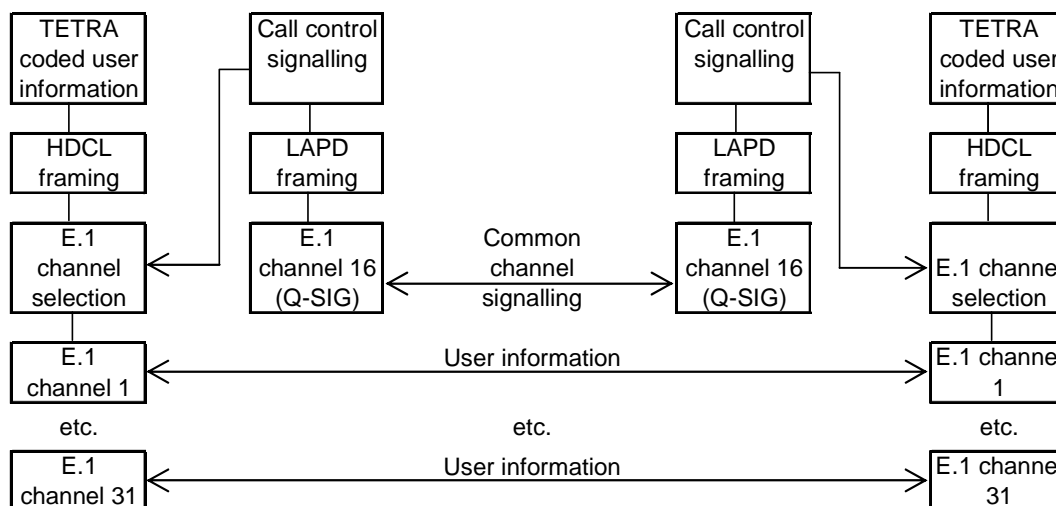 TETRA
coded user
information
Call control
signalling
Call control
signalling
TETRA
coded user
information
HDCL
framing
LAPD
framing
LAPD
framing
HDCL
framing
E.1
channel
selection
E.1
channel 16
(Q-SIG)
Common
channel
signalling
E.1
channel 16
(Q-SIG)
E.1 channel
selection
E.1
channel 1
User information
E.1 channel
1
etc.
etc.
etc.
E.1
channel 31
User information
E.1 channel
31